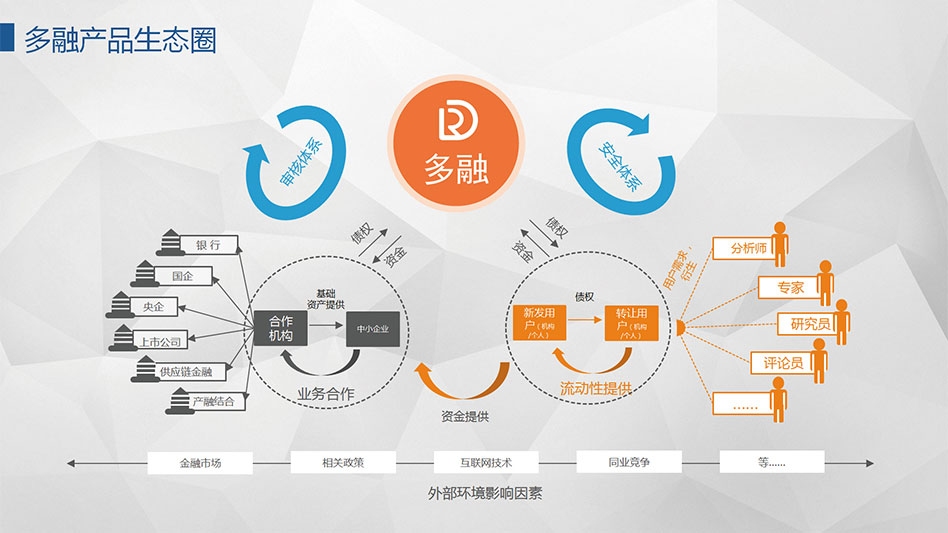 多融产品生态圈
多融
审核体系
安全体系
债权
资金
债权
资金
银 行
国企
央企
上市公司
供应链金融
产融结合
合作
机构
基础
资产提供
中小企业
业务合作
资金提供
新发用
户（机构
/个人）
债权
转让用
户（机构
/个人）
流动性提供
用户需求，
衍生
分析师
专家
研究员
评论员
......
金融市场
相关政策
互联网技术
同业竞争
等......
外部环境影响因素